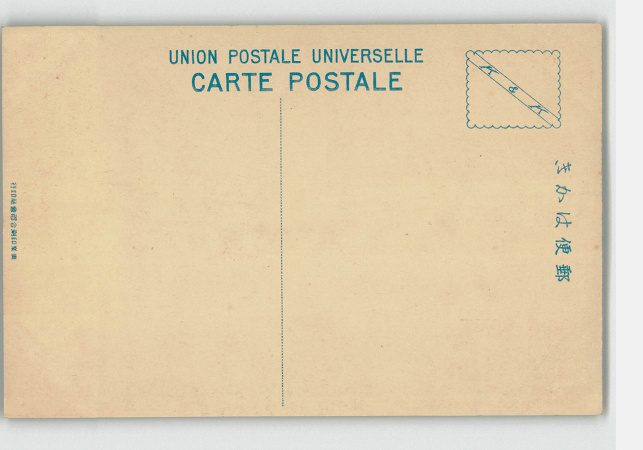 UNION POSTALE UNIVERSELLE
CARTE POSTALE
K & K
郵便はかき